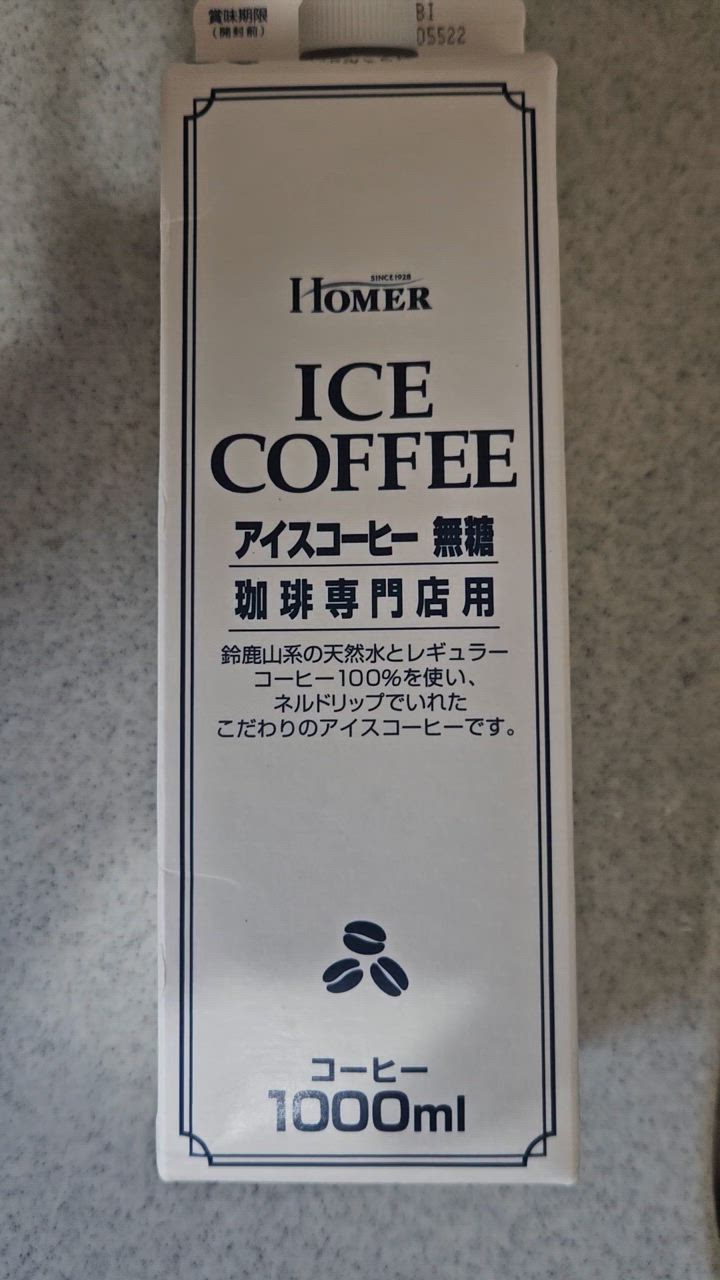 賞味期限
(開封前)
BI
05522
SINCE 1928
HOMER
ICE
COFFEE
アイスコーヒー 無糖
珈琲専門店用
鈴鹿山系の天然水とレギュラー
コーヒー100%を使い、
ネルドリップでいれた
こだわりのアイスコーヒーです。
コーヒー
1000ml